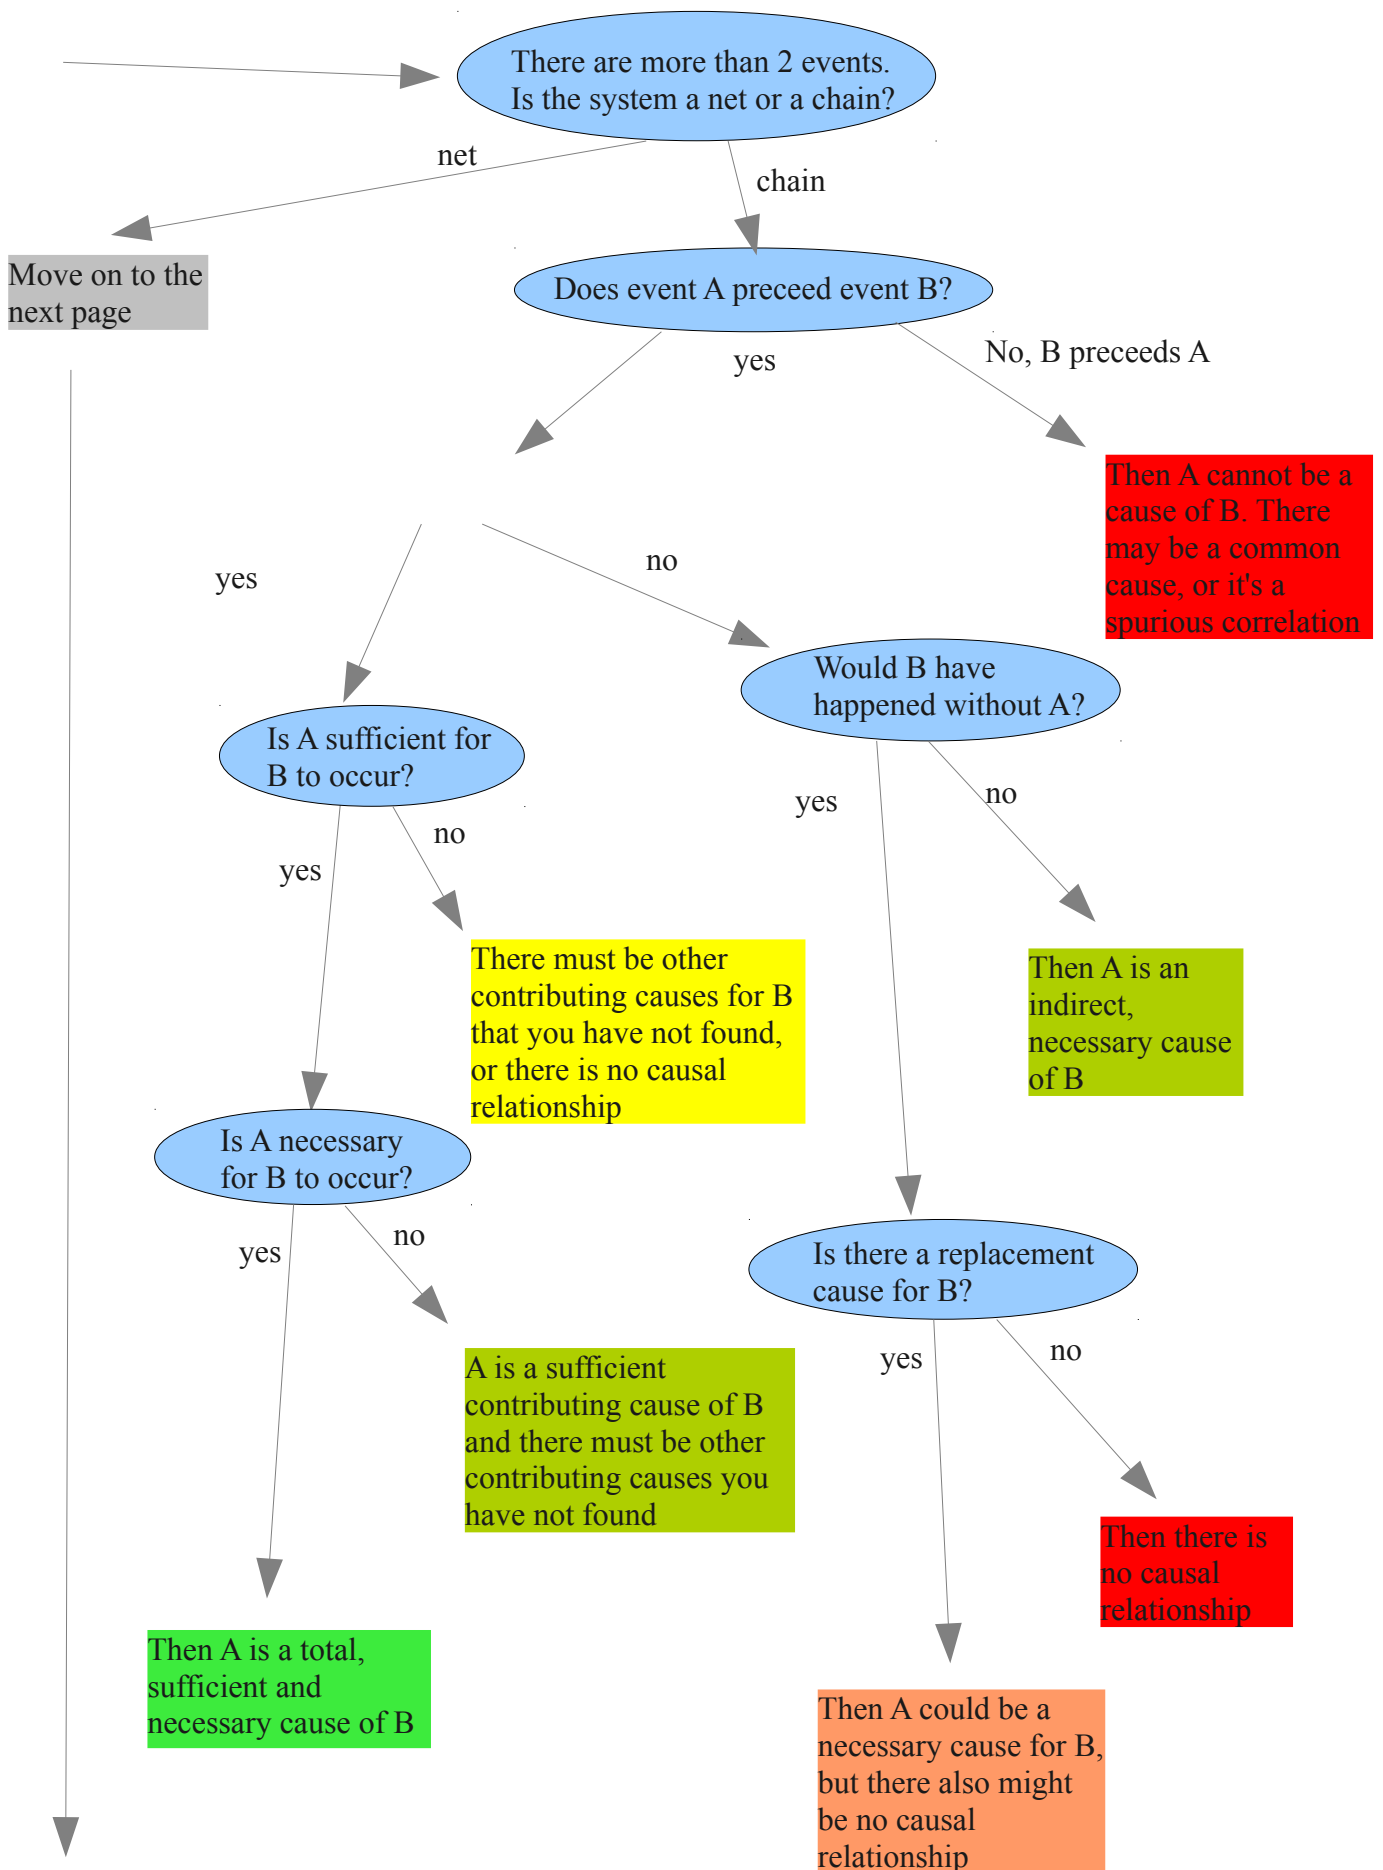 There are more than 2 events.
Is the system a net or a chain?
net
chain
Move on to the
next page
Does event A preceed event B?
yes
No, B preceeds A
Then A cannot be a
cause of B. There
may be a common
cause, or it's a
spurious correlation
yes
no
Would B have
happened without A?
Is A sufficient for
B to occur?
yes
no
yes
no
There must be other
contributing causes for B
that you have not found,
or there is no causal
relationship
Then A is an
indirect,
necessary cause
of B
Is A necessary
for B to occur?
yes
no
Is there a replacement
cause for B?
yes
no
A is a sufficient
contributing cause of B
and there must be other
contributing causes you
have not found
Then there is
no causal
relationship
Then A is a total,
sufficient and
necessary cause of B
Then A could be a
necessary cause for B,
but there also might
be no causal
relationship